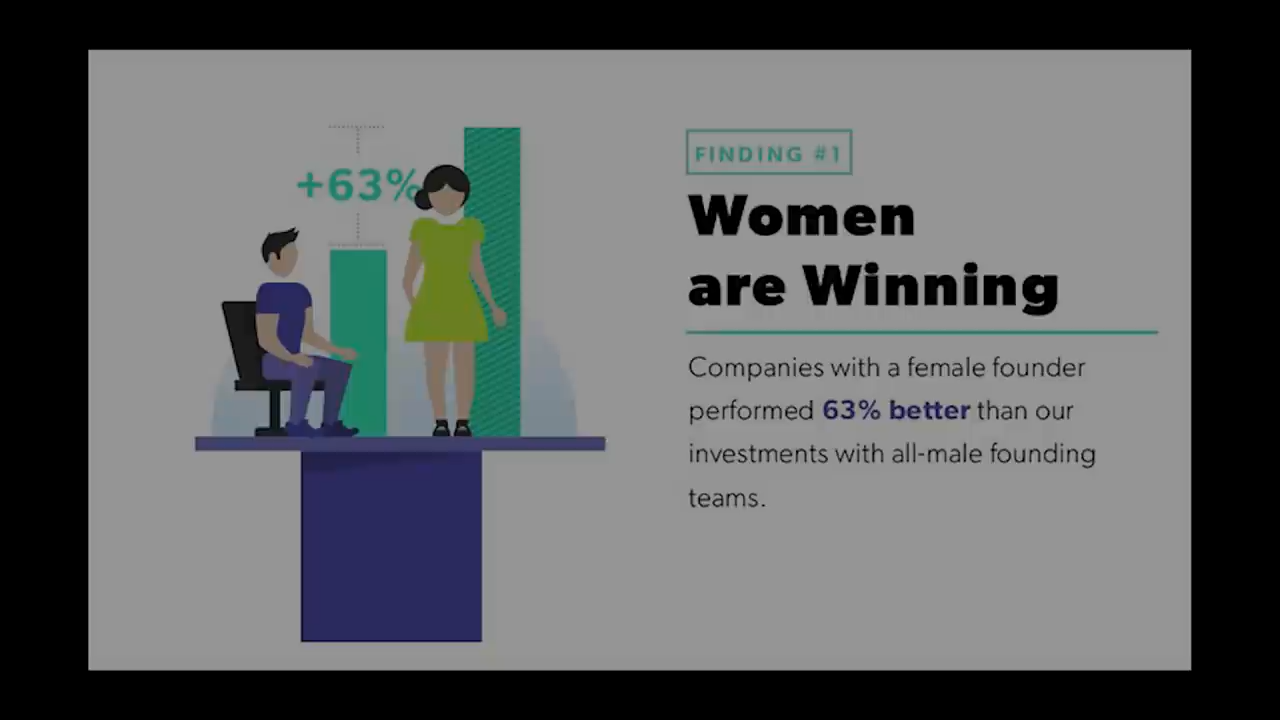 +63%
FINDING #1
Women
are Winning
Companies with a female founder
performed 63% better than our
investments with all-male founding
teams.